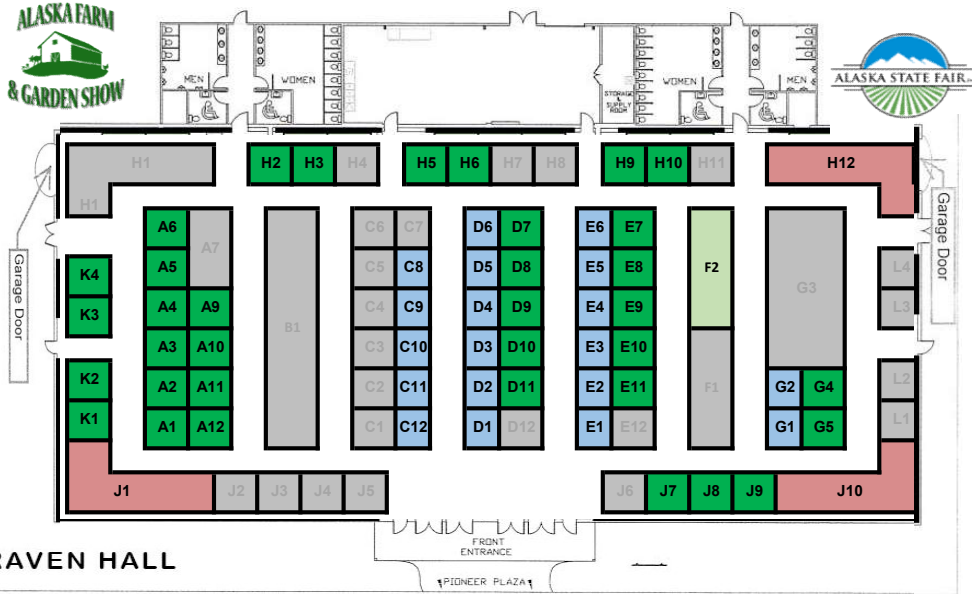 ALASKA FARM
& GARDEN SHOW
MEN
WOMEN
STORAGE
&
SUPPLY
ROOM
WOMEN
MEN
ALASKA STATE FAIR
H1
H2 H3 H4
H5 H6 H7 H8
H9 H10 H11
H12
H1
Garage Door
Garage Door
A6 A7
A5
A4 A9
A3 A10
A2 A11
A1 A12
K4
K3
K2
K1
B1
C6 C7
C5 C8
C4 C9
C3 C10
C2 C11
C1 C12
D6 D7
D5 D8
D4 D9
D3 D10
D2 D11
D1 D12
E6 E7
E5 E8
E4 E9
E3 E10
E2 E11
E1 E12
F2
F1
G3
G2 G4
G1 G5
L4
L3
L2
L1
J1 J2 J3 J4 J5
J6 J7 J8 J9 J10
FRONT
ENTRANCE
RAVEN HALL
PIONEER PLAZA